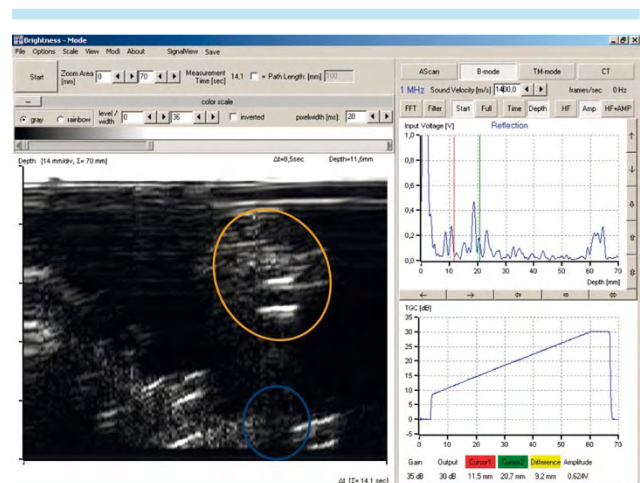 Brightness - Mode
File Options Scale View Modi About SignalView Save
Start
Zoom Area [mm] 0 70 Measurement Time [sec] 14,1 = Path Length: [mm] 100
color scale
gray rainbow level / width 0 36 inverted pixelwidth [ms]: 20
Depth [14 mm/div, Σ= 70 mm] Δt=8,5sec Depth=11,6mm
Δt [Σ= 14.1 sec]
AScan B-mode TM-mode CT
1 MHz Sound Velocity [m/s] 1400,0 frames/sec 0 Hz
FFT Filter Start Full Time Depth HF Amp HF+AMP
Input Voltage [V] Reflection
1,0
0,8
0,6
0,4
0,2
0,0
0 10 20 30 40 50 60 70
Depth [mm]
TGC [dB]
35
30
25
20
15
10
5
0
-5
0 10 20 30 40 50 60 70
Gain Output Cursor1 Cursor2 Difference Amplitude
35 dB 30 dB 11,5 mm 20,7 mm 9,2 mm 0,624V